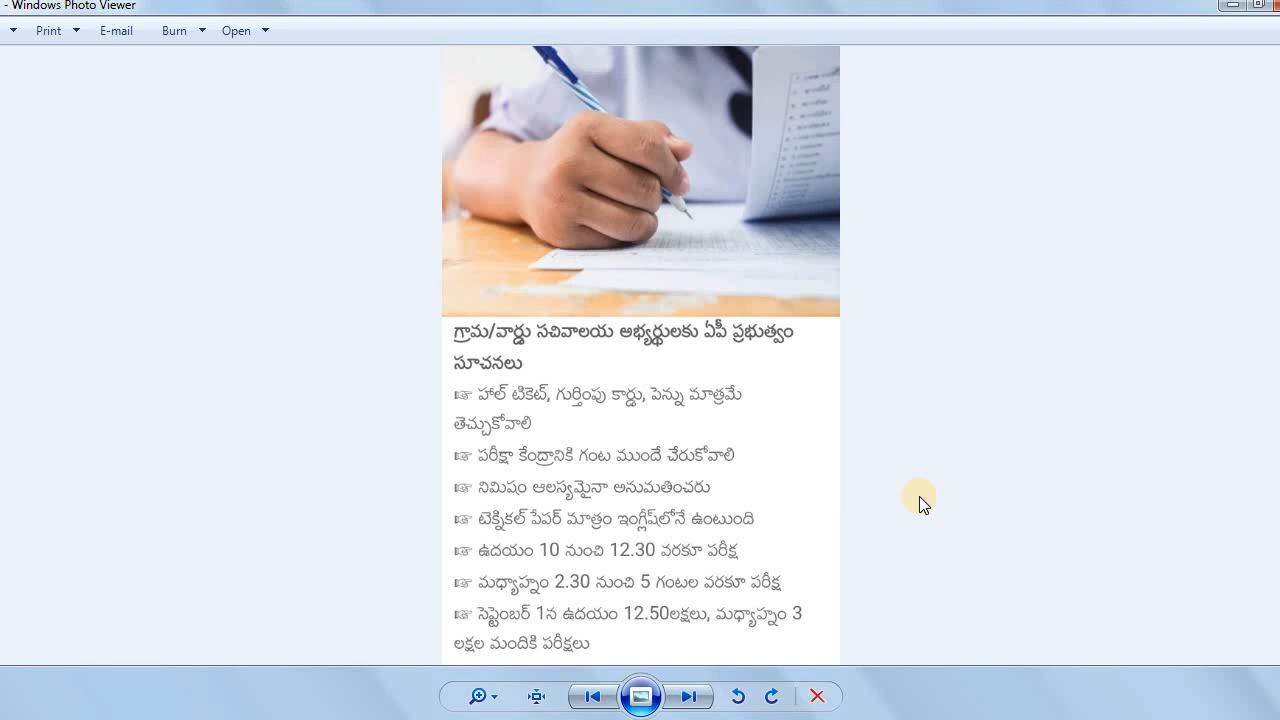 - Windows Photo Viewer
Print E-mail Burn Open
గ్రామ/వార్డు సచివాలయ అభ్యర్థులకు ఏపీ ప్రభుత్వం
సూచనలు
☞ హాల్ టికెట్, గుర్తింపు కార్డు, పెన్ను మాత్రమే
తెచ్చుకోవాలి
☞ పరీక్షా కేంద్రానికి గంట ముందే చేరుకోవాలి
☞ నిమిషం ఆలస్యమైనా అనుమతించరు
☞ టెక్నికల్ పేపర్ మాత్రం ఇంగ్లీష్‌లోనే ఉంటుంది
☞ ఉదయం 10 నుంచి 12.30 వరకూ పరీక్ష
☞ మధ్యాహ్నం 2.30 నుంచి 5 గంటల వరకూ పరీక్ష
☞ సెప్టెంబర్ 1న ఉదయం 12.50లక్షలు, మధ్యాహ్నం 3
లక్షల మందికి పరీక్షలు